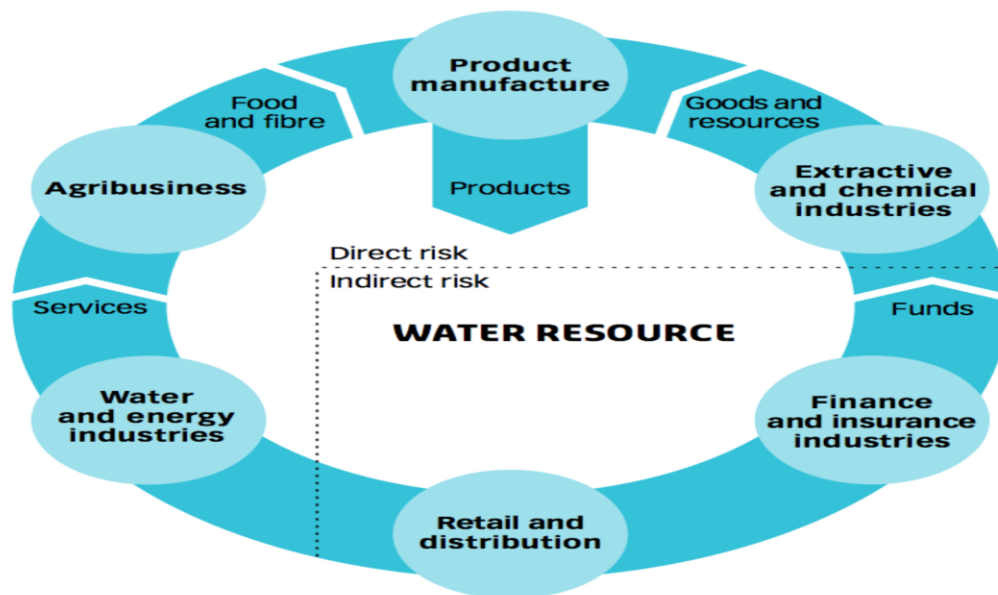 Product
manufacture
Food
and fibre
Goods and
resources
Agribusiness
Products
Extractive
and chemical
industries
Direct risk
Indirect risk
Services
WATER RESOURCE
Funds
Water
and energy
industries
Finance
and insurance
industries
Retail and
distribution